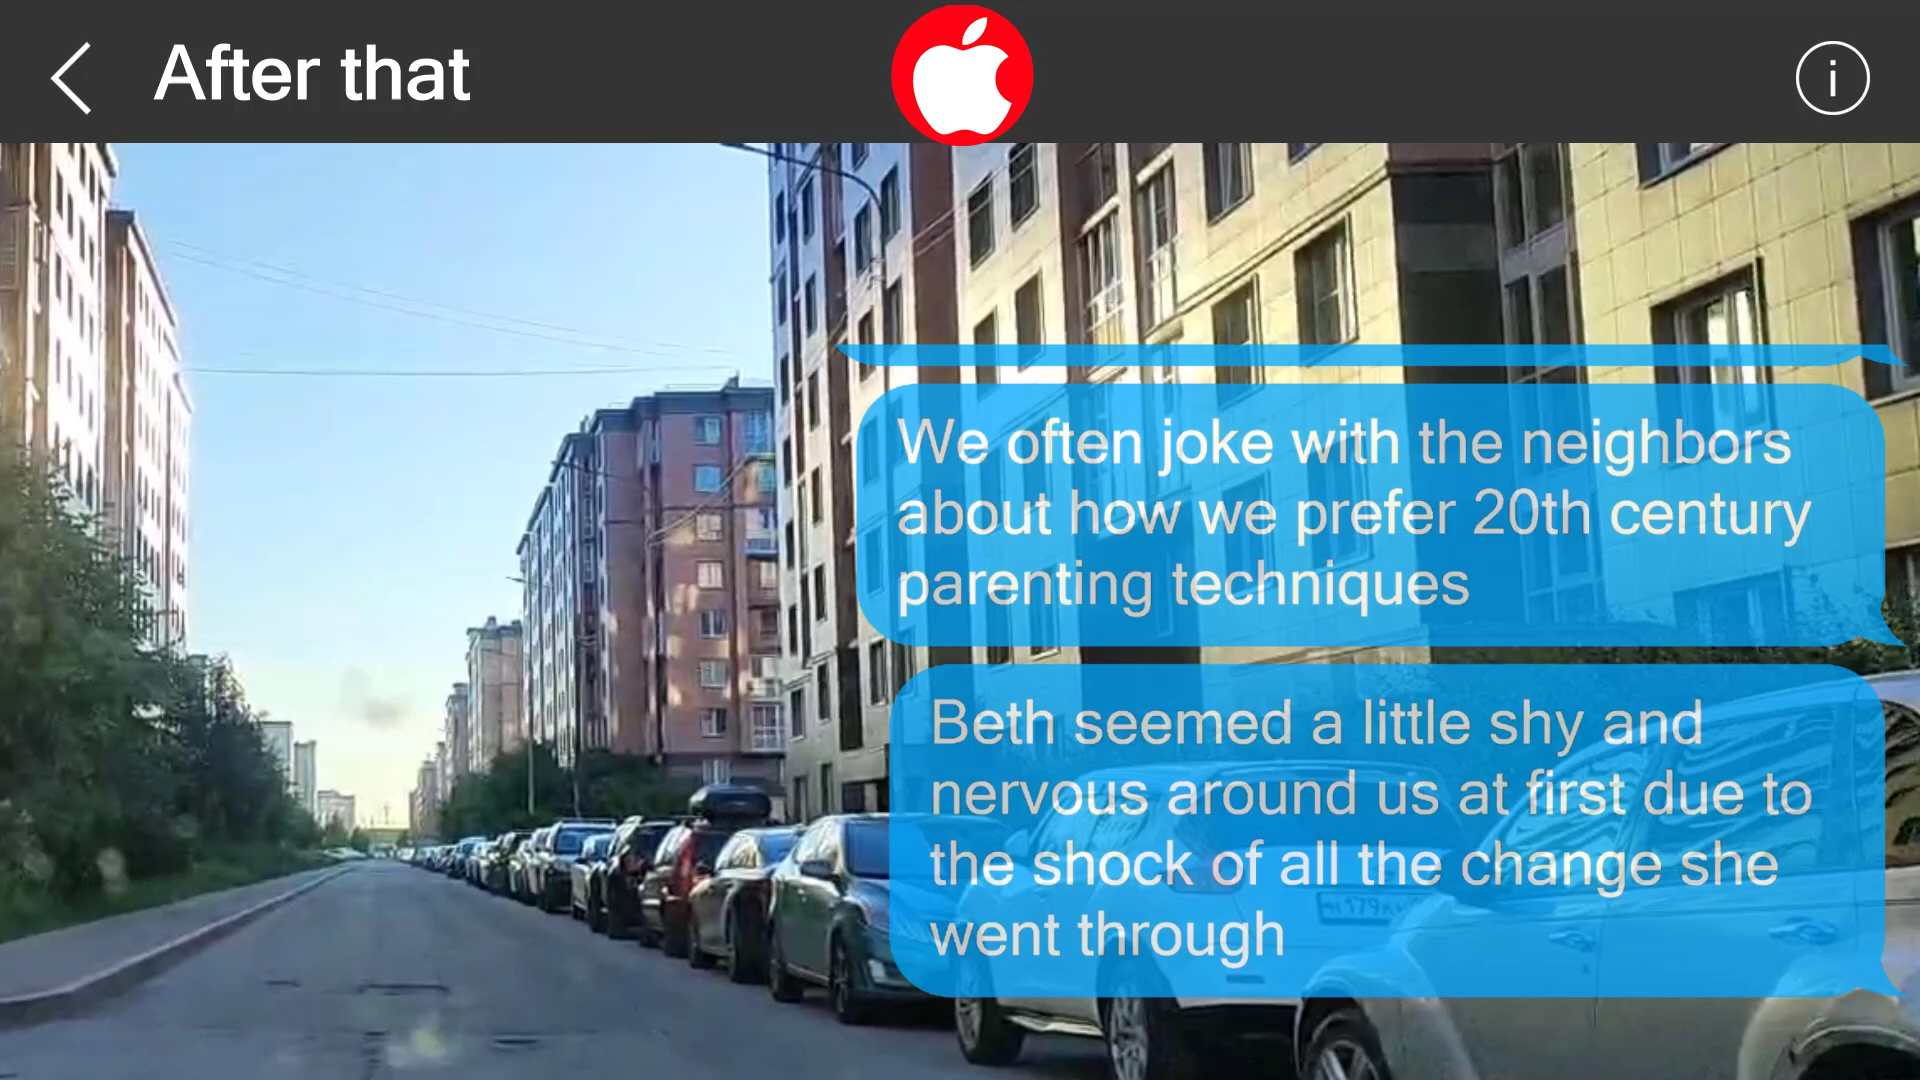 After that
We often joke with the neighbors
about how we prefer 20th century
parenting techniques
Beth seemed a little shy and
nervous around us at first due to
the shock of all the change she
went through